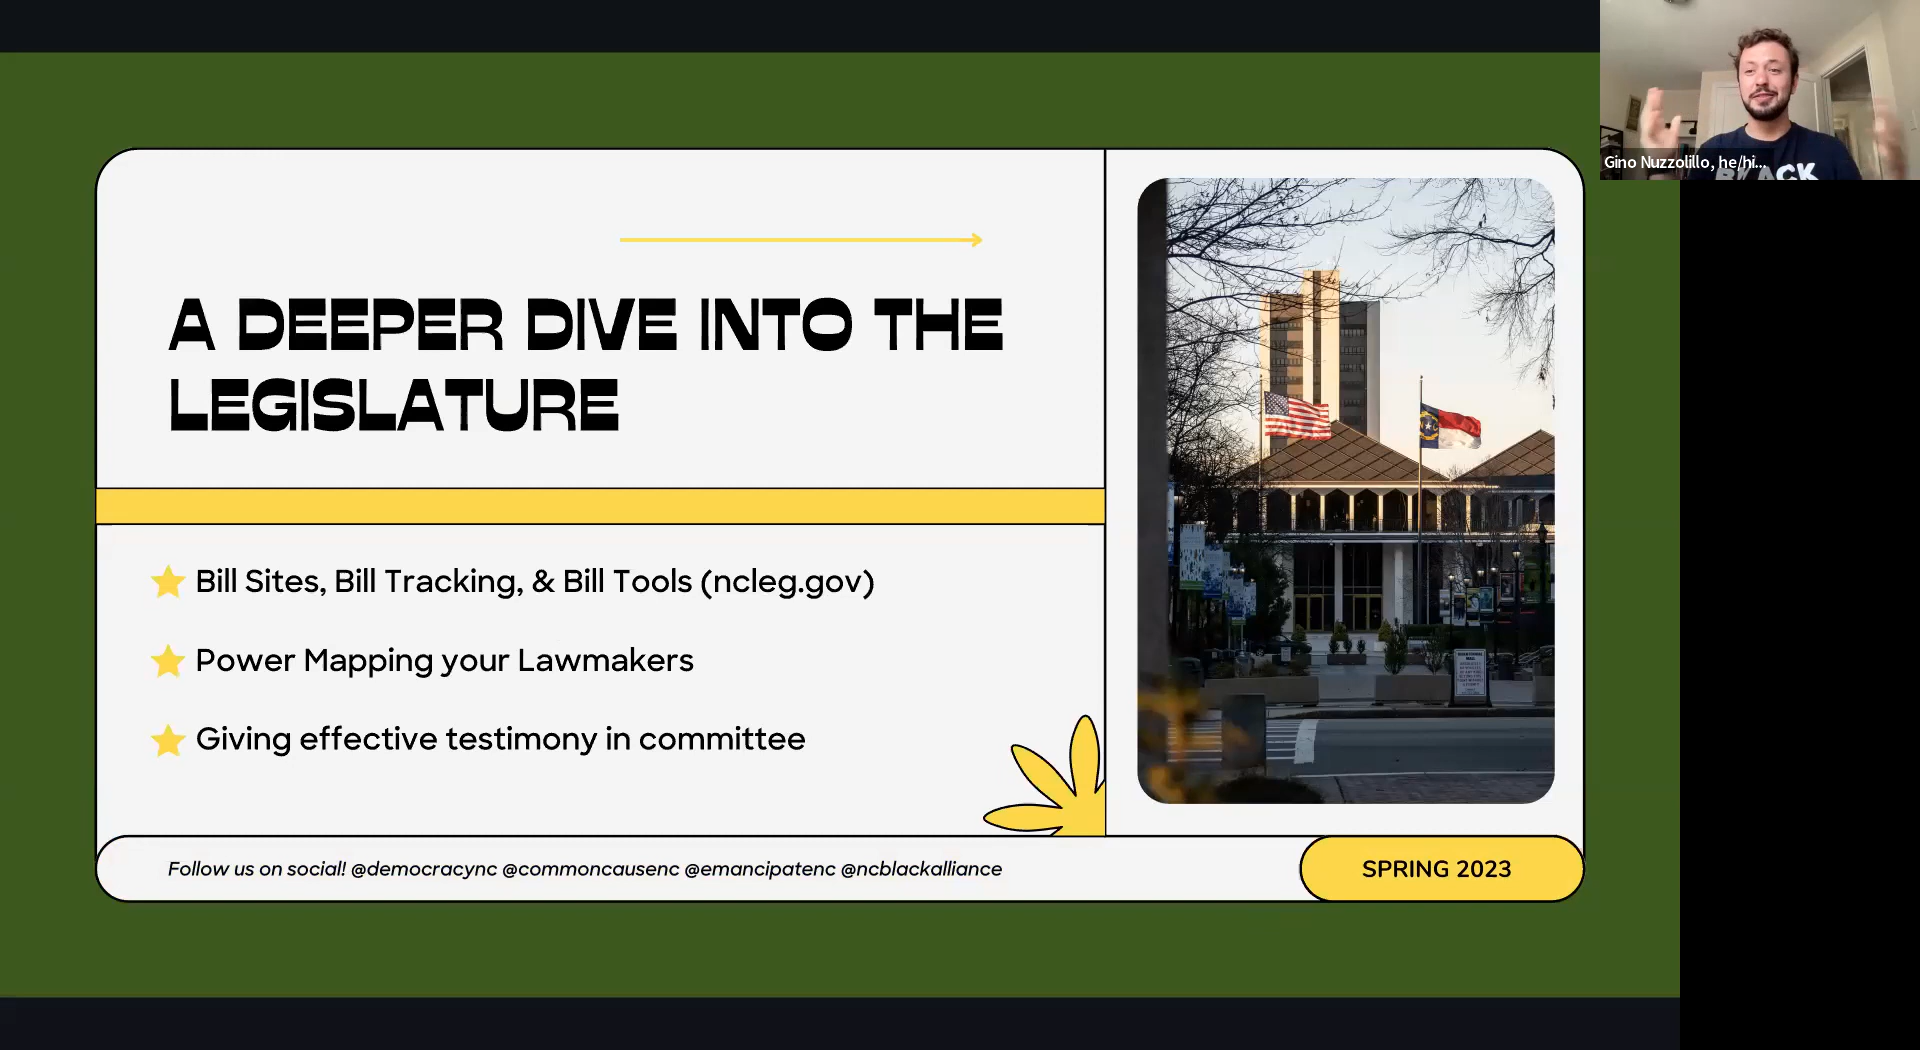 A DEEPER DIVE INTO THE
LEGISLATURE
Bill Sites, Bill Tracking, & Bill Tools (ncleg.gov)
Power Mapping your Lawmakers
Giving effective testimony in committee
Follow us on social! @democracync @commoncausenc @emancipatenc @ncblackalliance
SPRING 2023
Gino Nuzzolillo, he/hi...
BLACK